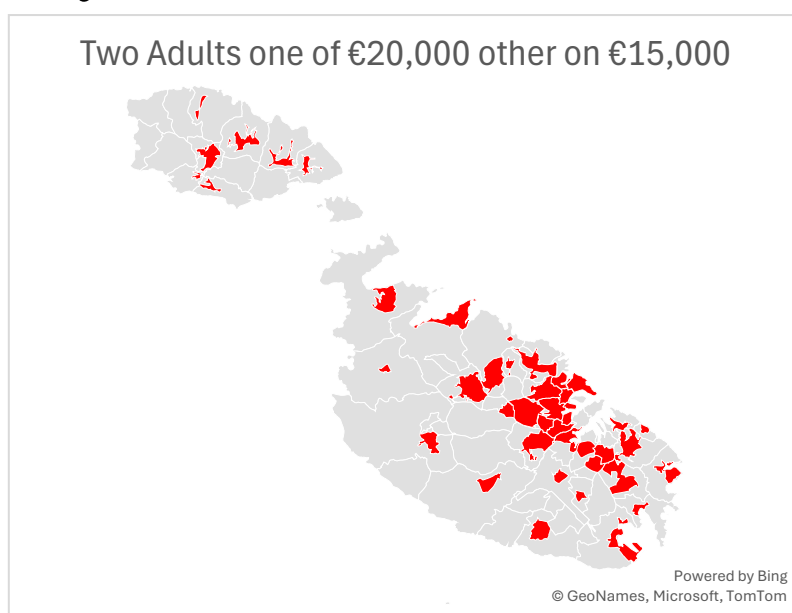 Two Adults one of €20,000 other on €15,000
Powered by Bing
© GeoNames, Microsoft, TomTom